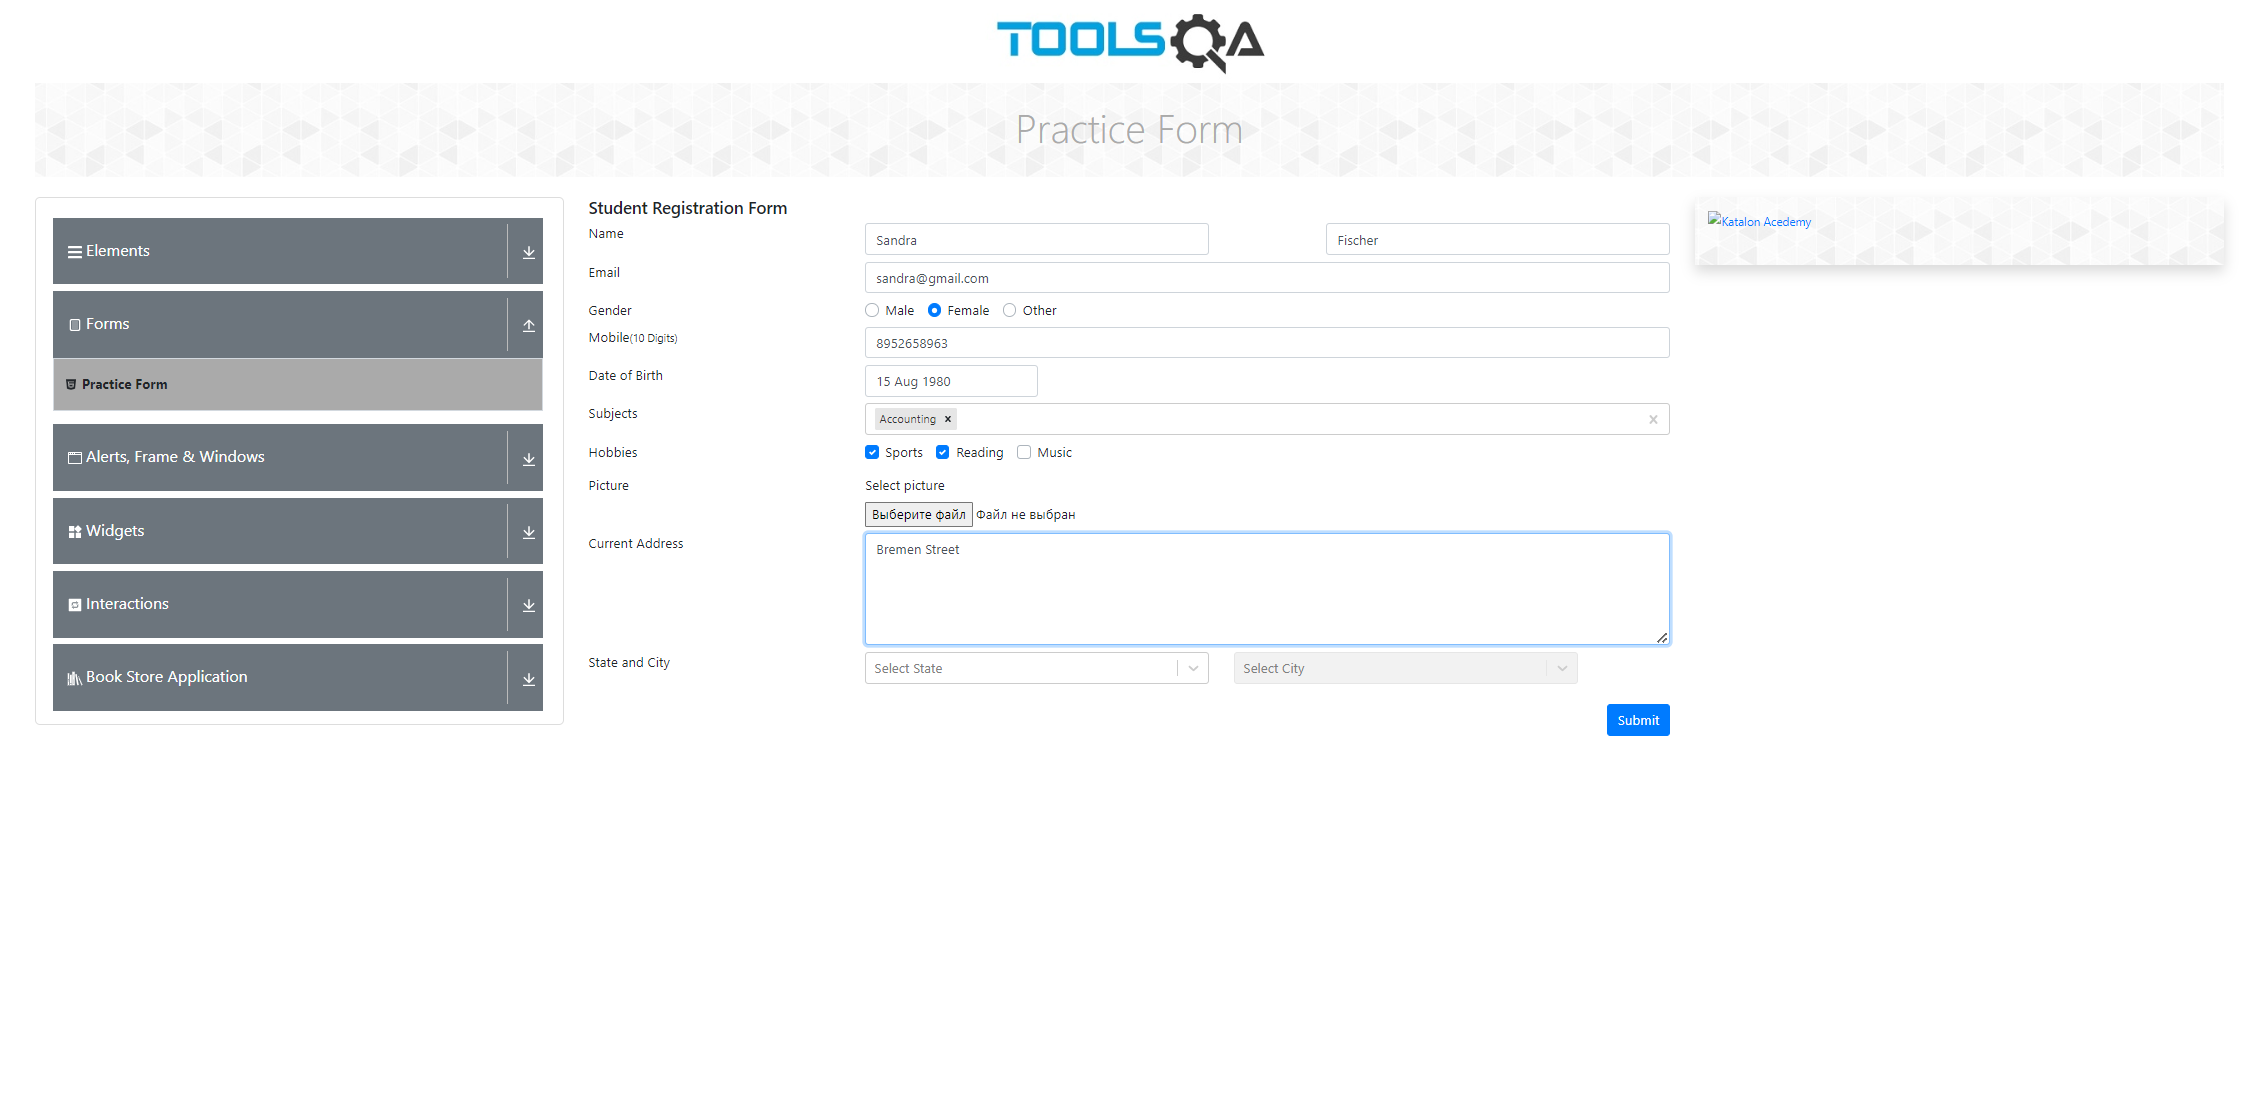 TOOLSQA
Practice Form
Elements
Forms
Practice Form
Alerts, Frame & Windows
Widgets
Interactions
Book Store Application
Student Registration Form
Name
Sandra
Fischer
Email
sandra@gmail.com
Gender
Male Female Other
Mobile(10 Digits)
8952658963
Date of Birth
15 Aug 1980
Subjects
Accounting
Hobbies
Sports Reading Music
Picture
Select picture
Выберите файл Файл не выбран
Current Address
Bremen Street
State and City
Select State
Select City
Submit
Katalon Acedemy